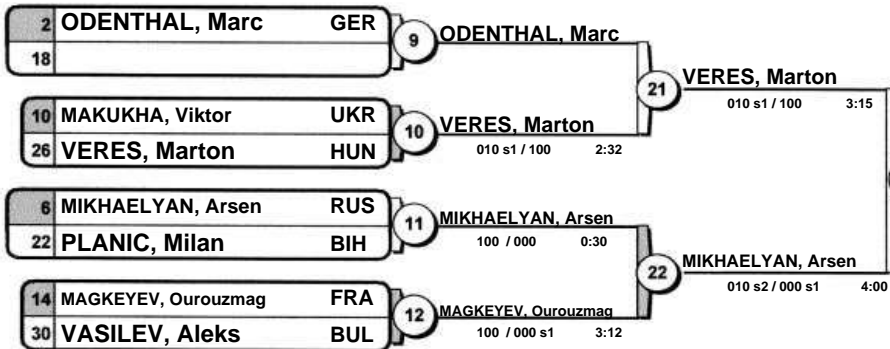 2 ODENTHAL, Marc GER
18
9 ODENTHAL, Marc
10 MAKUKHA, Viktor UKR
26 VERES, Marton HUN
10 VERES, Marton
010 s1 / 100 2:32
21 VERES, Marton
010 s1 / 100 3:15
6 MIKHAELYAN, Arsen RUS
22 PLANIC, Milan BIH
11 MIKHAELYAN, Arsen
100 / 000 0:30
14 MAGKEYEV, Ourouzmag FRA
30 VASILEV, Aleks BUL
12 MAGKEYEV, Ourouzmag
100 / 000 s1 3:12
22 MIKHAELYAN, Arsen
010 s2 / 000 s1 4:00